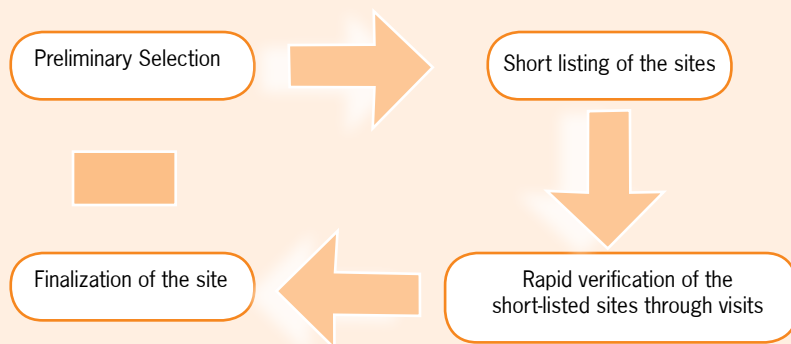 Preliminary Selection
Short listing of the sites
Rapid verification of the
short-listed sites through visits
Finalization of the site